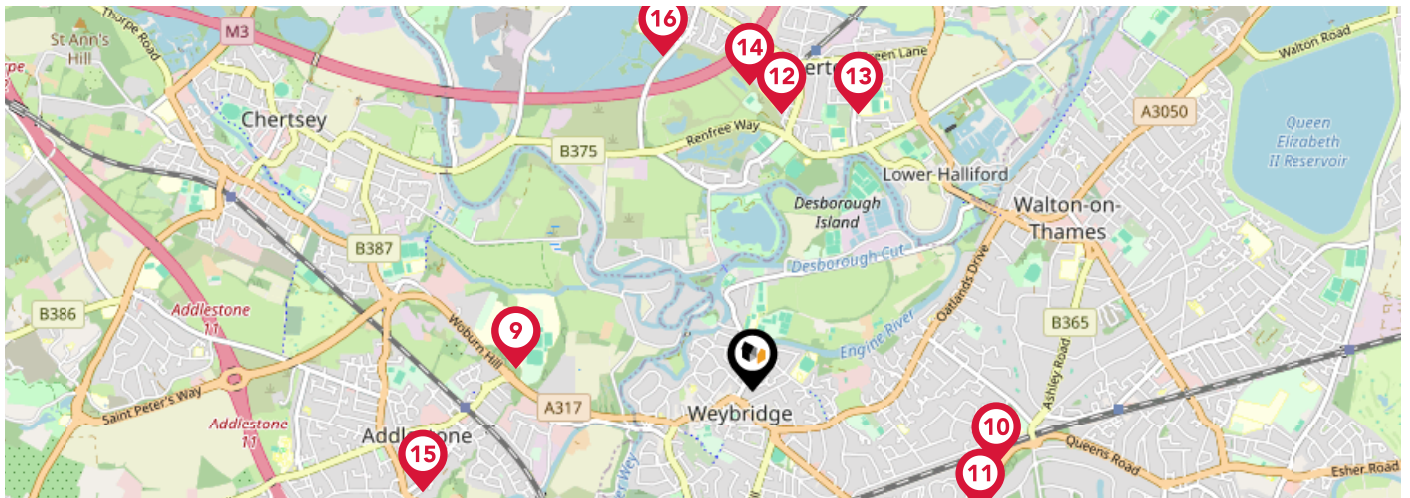 16
M3
Thorpe Road
St Ann's
Hill
14
Green Lane
Walton Road
12
13
A3050
Chertsey
Renfree Way
B375
Queen
Elizabeth
II Reservoir
Lower Halliford
Desborough
Island
Walton-on-
Thames
B387
Desborough Cut
Oatlands Drive
Addlestone
11
B386
9
Woburn Hill
B365
Engine River
Ashley Road
Saint Peter's Way
A317
Weybridge
Addlestone
11
Addlestone
10
Queens Road
15
11
Esher Road